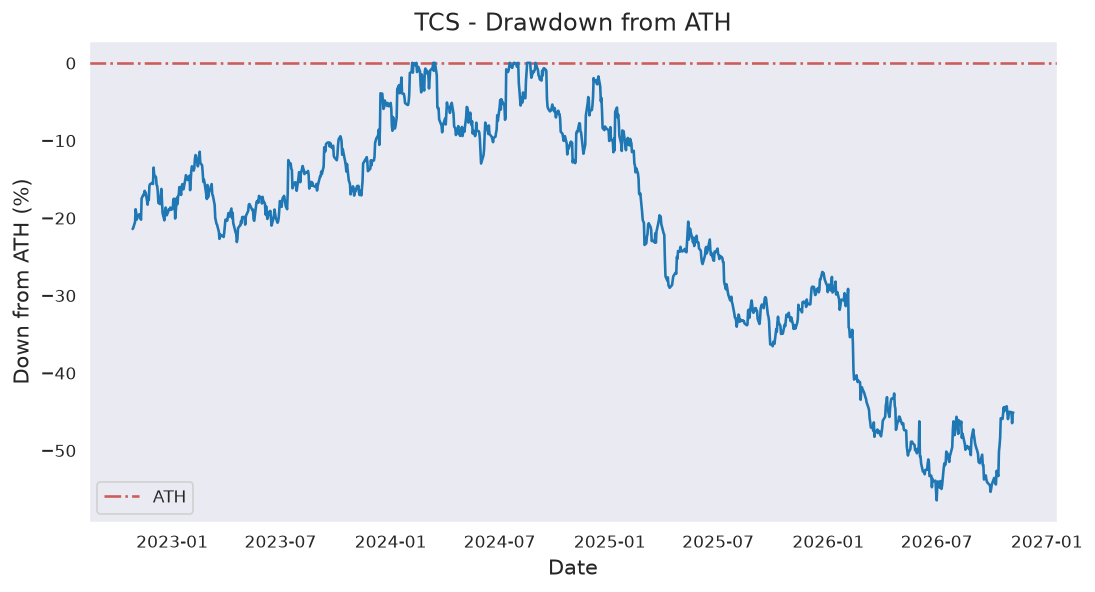 TCS - Drawdown from ATH
Down from ATH (%)
0
−10
−20
−30
−40
−50
ATH
2023-01 2023-07 2024-01 2024-07 2025-01 2025-07 2026-01 2026-07 2027-01
Date